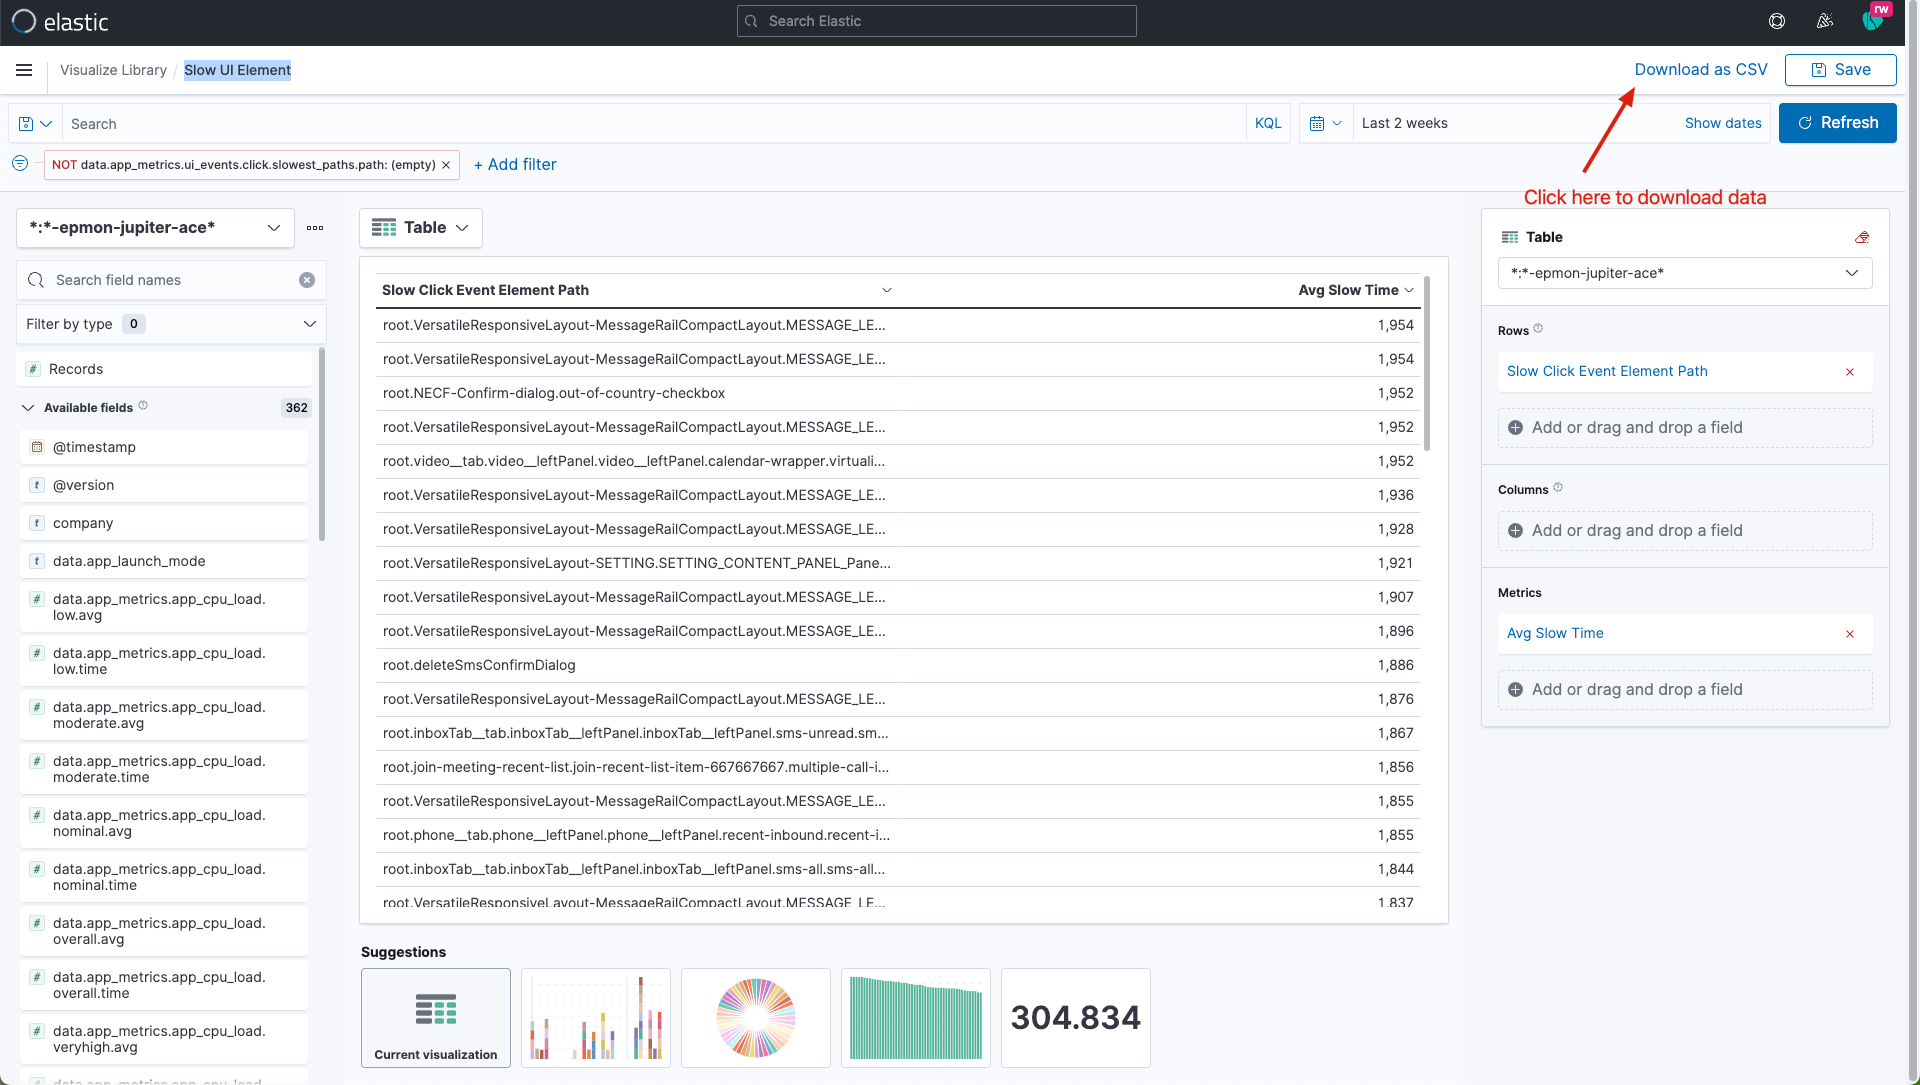 elastic
Search Elastic
rw
Visualize Library / Slow UI Element
Download as CSV
Save
Search
KQL
Last 2 weeks
Show dates
Refresh
NOT data.app_metrics.ui_events.click.slowest_paths.path: (empty) ×
+ Add filter
Click here to download data
*:*-epmon-jupiter-ace*
Search field names
Filter by type 0
Records
Available fields 362
@timestamp
@version
company
data.app_launch_mode
data.app_metrics.app_cpu_load.
low.avg
data.app_metrics.app_cpu_load.
low.time
data.app_metrics.app_cpu_load.
moderate.avg
data.app_metrics.app_cpu_load.
moderate.time
data.app_metrics.app_cpu_load.
nominal.avg
data.app_metrics.app_cpu_load.
nominal.time
data.app_metrics.app_cpu_load.
overall.avg
data.app_metrics.app_cpu_load.
overall.time
data.app_metrics.app_cpu_load.
veryhigh.avg
data.app_metrics.app_cpu_load.
Table
Slow Click Event Element Path Avg Slow Time
root.VersatileResponsiveLayout-MessageRailCompactLayout.MESSAGE_LE... 1,954
root.VersatileResponsiveLayout-MessageRailCompactLayout.MESSAGE_LE... 1,954
root.NECF-Confirm-dialog.out-of-country-checkbox 1,952
root.VersatileResponsiveLayout-MessageRailCompactLayout.MESSAGE_LE... 1,952
root.video__tab.video__leftPanel.video__leftPanel.calendar-wrapper.virtuali... 1,952
root.VersatileResponsiveLayout-MessageRailCompactLayout.MESSAGE_LE... 1,936
root.VersatileResponsiveLayout-MessageRailCompactLayout.MESSAGE_LE... 1,928
root.VersatileResponsiveLayout-SETTING.SETTING_CONTENT_PANEL_Pane... 1,921
root.VersatileResponsiveLayout-MessageRailCompactLayout.MESSAGE_LE... 1,907
root.VersatileResponsiveLayout-MessageRailCompactLayout.MESSAGE_LE... 1,896
root.deleteSmsConfirmDialog 1,886
root.VersatileResponsiveLayout-MessageRailCompactLayout.MESSAGE_LE... 1,876
root.inboxTab__tab.inboxTab__leftPanel.inboxTab__leftPanel.sms-unread.sm... 1,867
root.join-meeting-recent-list.join-recent-list-item-667667667.multiple-call-i... 1,856
root.VersatileResponsiveLayout-MessageRailCompactLayout.MESSAGE_LE... 1,855
root.phone__tab.phone__leftPanel.phone__leftPanel.recent-inbound.recent-i... 1,855
root.inboxTab__tab.inboxTab__leftPanel.inboxTab__leftPanel.sms-all.sms-all... 1,844
root.VersatileResponsiveLayout-MessageRailCompactLayout.MESSAGE_LE... 1,837
Suggestions
Current visualization
304.834
Table
*:*-epmon-jupiter-ace*
Rows
Slow Click Event Element Path
Add or drag and drop a field
Columns
Add or drag and drop a field
Metrics
Avg Slow Time
Add or drag and drop a field